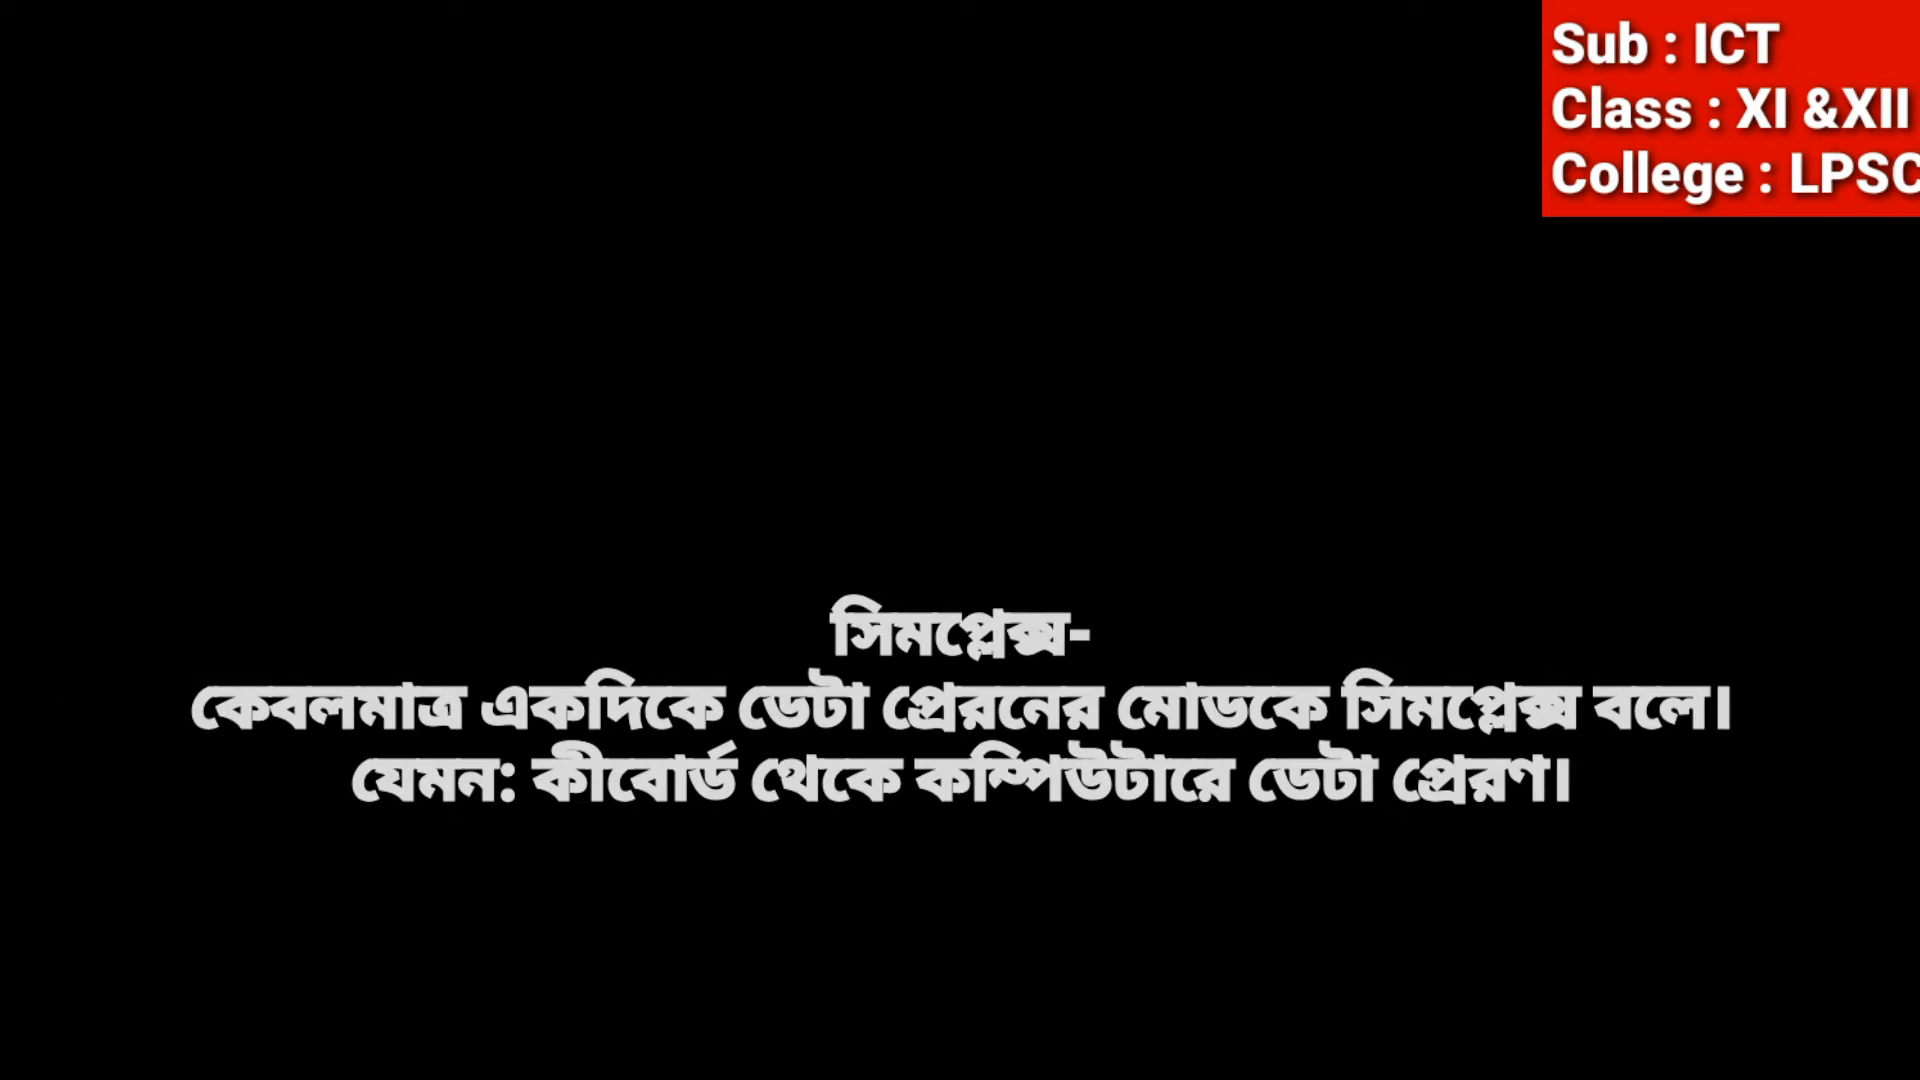 Sub : ICT
Class : XI &XII
College : LPSC
সিমপ্লেক্স-
কেবলমাত্র একদিকে ডেটা প্রেরনের মোডকে সিমপ্লেক্স বলে।
যেমন: কীবোর্ড থেকে কম্পিউটারে ডেটা প্রেরণ।